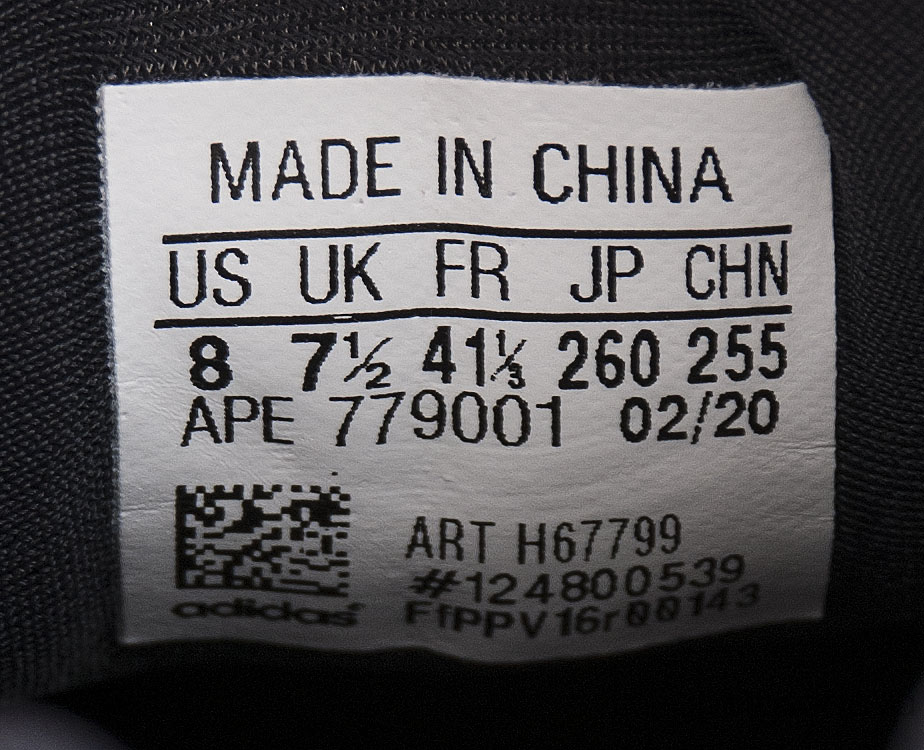 MADE IN CHINA
US UK FR JP CHN
8 7½ 41⅓ 260 255
APE 779001 02/20
ART H67799
#124800539
adidas
FfPPV16r00143